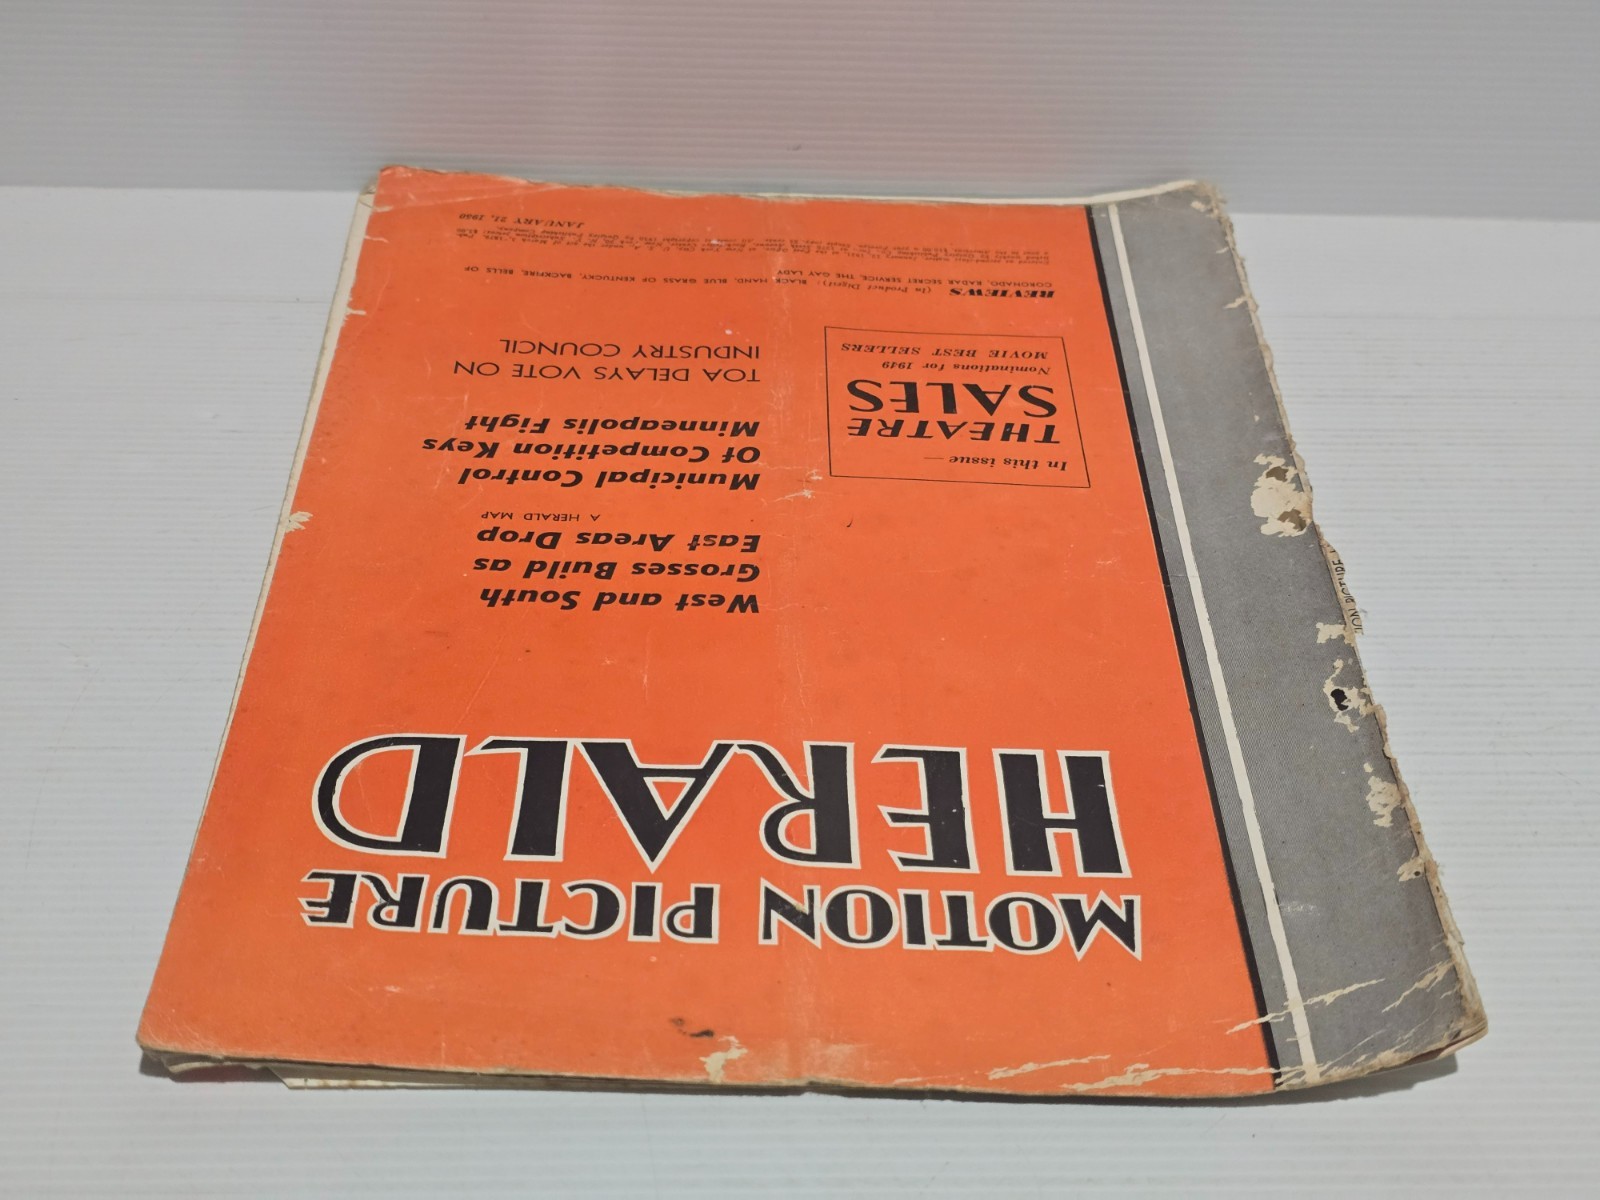 MOTION PICTURE
HERALD
West and South
Grosses Build as
East Areas Drop
A HERALD MAP
Municipal Control
Of Competition Keys
Minneapolis Fight
TOA DELAYS VOTE ON
INDUSTRY COUNCIL
In this issue—
THEATRE
SALES
Nominations for 1949
MOVIE BEST SELLERS
REVIEWS (In Product Digest): BLACK HAND, BLUE GRASS OF KENTUCKY, BACKFIRE, BELLS OF
CORONADO, RADAR SECRET SERVICE, THE GAY LADY
JANUARY 21, 1950